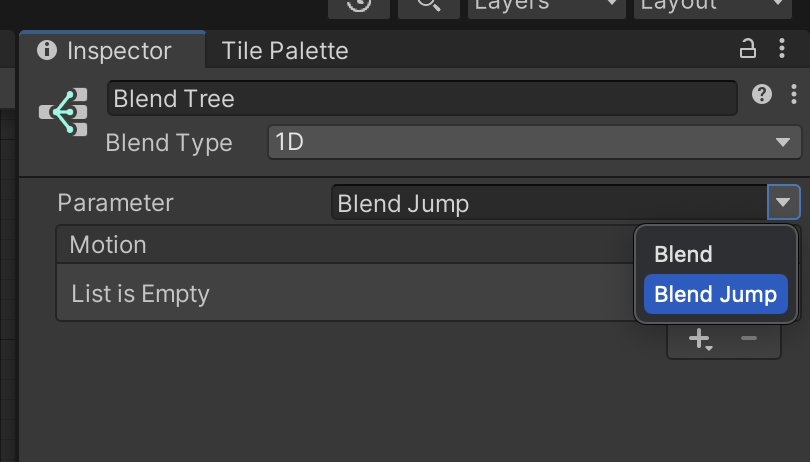 Layers Layout
Inspector Tile Palette
Blend Tree
Blend Type 1D
Parameter Blend Jump
Motion
Blend
List is Empty
Blend Jump